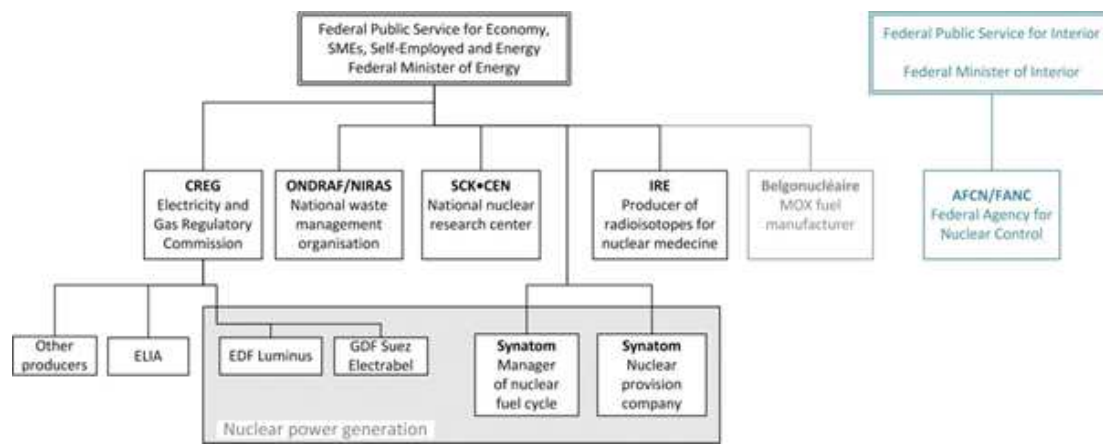 Federal Public Service for Economy,
SMEs, Self-Employed and Energy
Federal Minister of Energy
Federal Public Service for Interior
Federal Minister of Interior
CREG
Electricity and
Gas Regulatory
Commission
ONDRAF/NIRAS
National waste
management
organisation
SCK•CEN
National nuclear
research center
IRE
Producer of
radioisotopes for
nuclear medecine
Belgonucléaire
MOX fuel
manufacturer
AFCN/FANC
Federal Agency for
Nuclear Control
Other
producers
ELIA
EDF Luminus
GDF Suez
Electrabel
Synatom
Manager
of nuclear
fuel cycle
Synatom
Nuclear
provision
company
Nuclear power generation